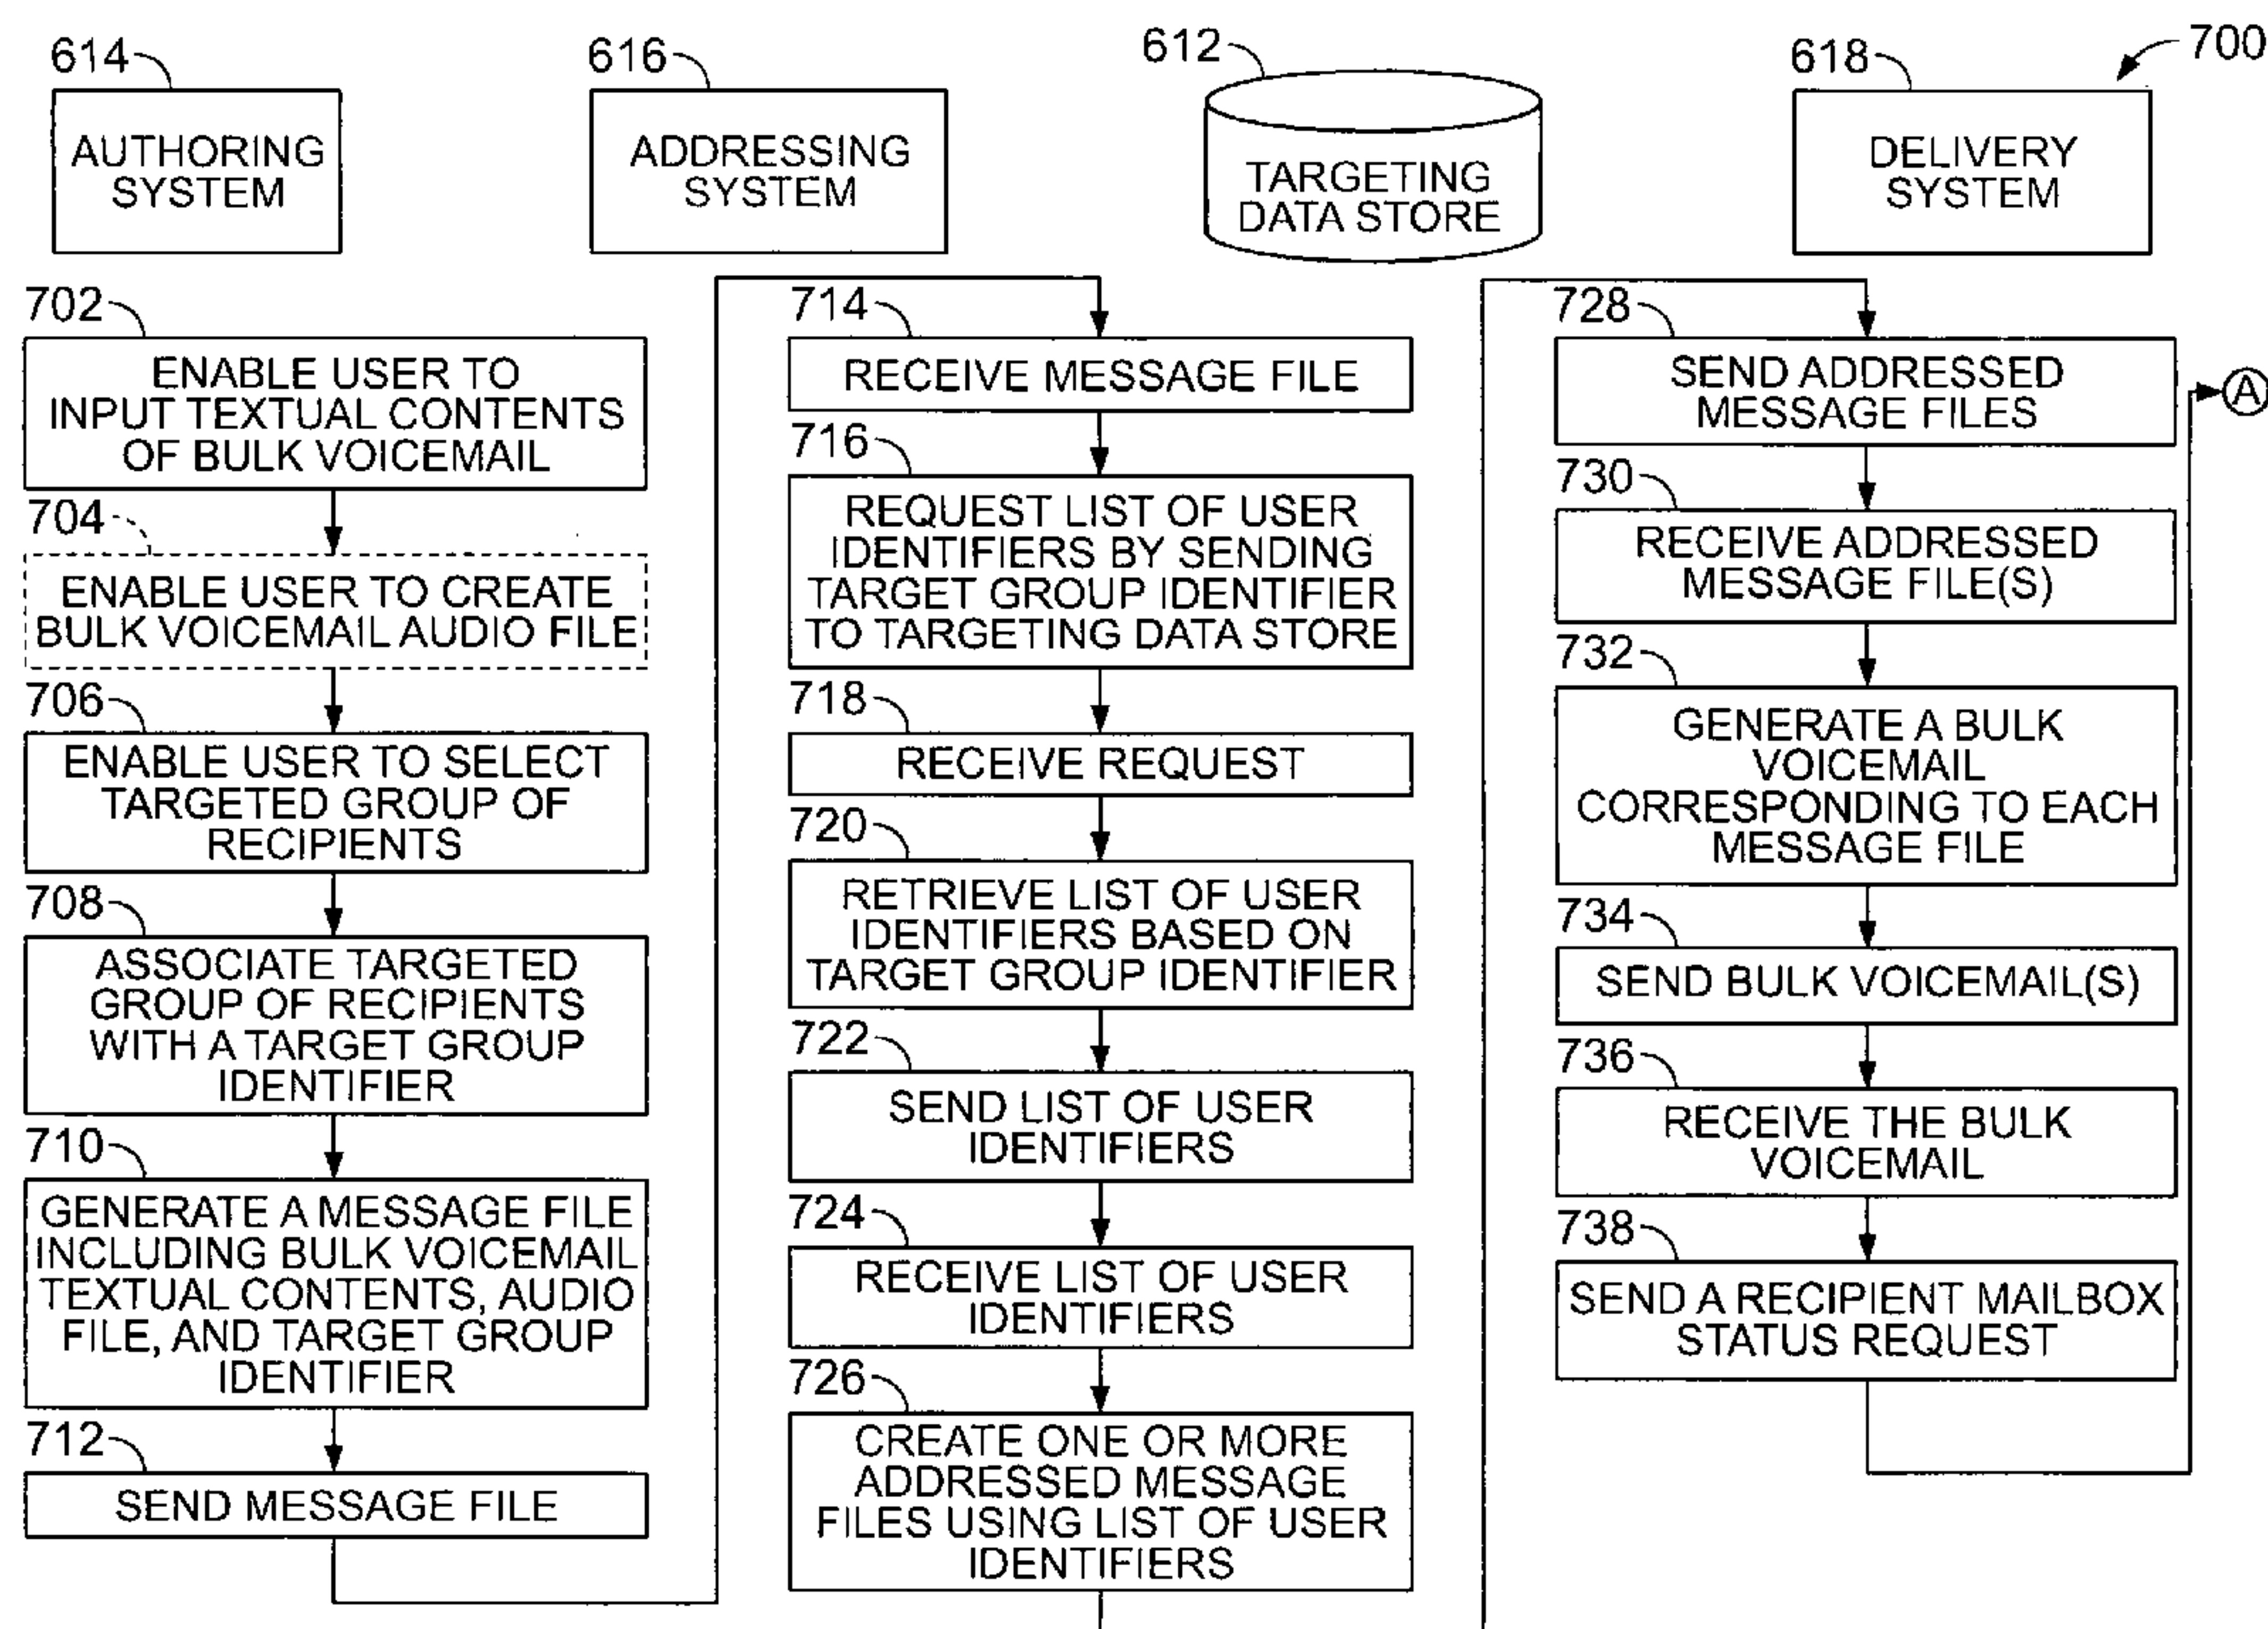 614
AUTHORING
SYSTEM
616
ADDRESSING
SYSTEM
612
TARGETING
DATA STORE
618
DELIVERY
SYSTEM
700
702
ENABLE USER TO
INPUT TEXTUAL CONTENTS
OF BULK VOICEMAIL
704
ENABLE USER TO CREATE
BULK VOICEMAIL AUDIO FILE
706
ENABLE USER TO SELECT
TARGETED GROUP OF
RECIPIENTS
708
ASSOCIATE TARGETED
GROUP OF RECIPIENTS
WITH A TARGET GROUP
IDENTIFIER
710
GENERATE A MESSAGE FILE
INCLUDING BULK VOICEMAIL
TEXTUAL CONTENTS, AUDIO
FILE, AND TARGET GROUP
IDENTIFIER
712
SEND MESSAGE FILE
714
RECEIVE MESSAGE FILE
716
REQUEST LIST OF USER
IDENTIFIERS BY SENDING
TARGET GROUP IDENTIFIER
TO TARGETING DATA STORE
718
RECEIVE REQUEST
720
RETRIEVE LIST OF USER
IDENTIFIERS BASED ON
TARGET GROUP IDENTIFIER
722
SEND LIST OF USER
IDENTIFIERS
724
RECEIVE LIST OF USER
IDENTIFIERS
726
CREATE ONE OR MORE
ADDRESSED MESSAGE
FILES USING LIST OF USER
IDENTIFIERS
728
SEND ADDRESSED
MESSAGE FILES
A
730
RECEIVE ADDRESSED
MESSAGE FILE(S)
732
GENERATE A BULK
VOICEMAIL
CORRESPONDING TO EACH
MESSAGE FILE
734
SEND BULK VOICEMAIL(S)
736
RECEIVE THE BULK
VOICEMAIL
738
SEND A RECIPIENT MAILBOX
STATUS REQUEST